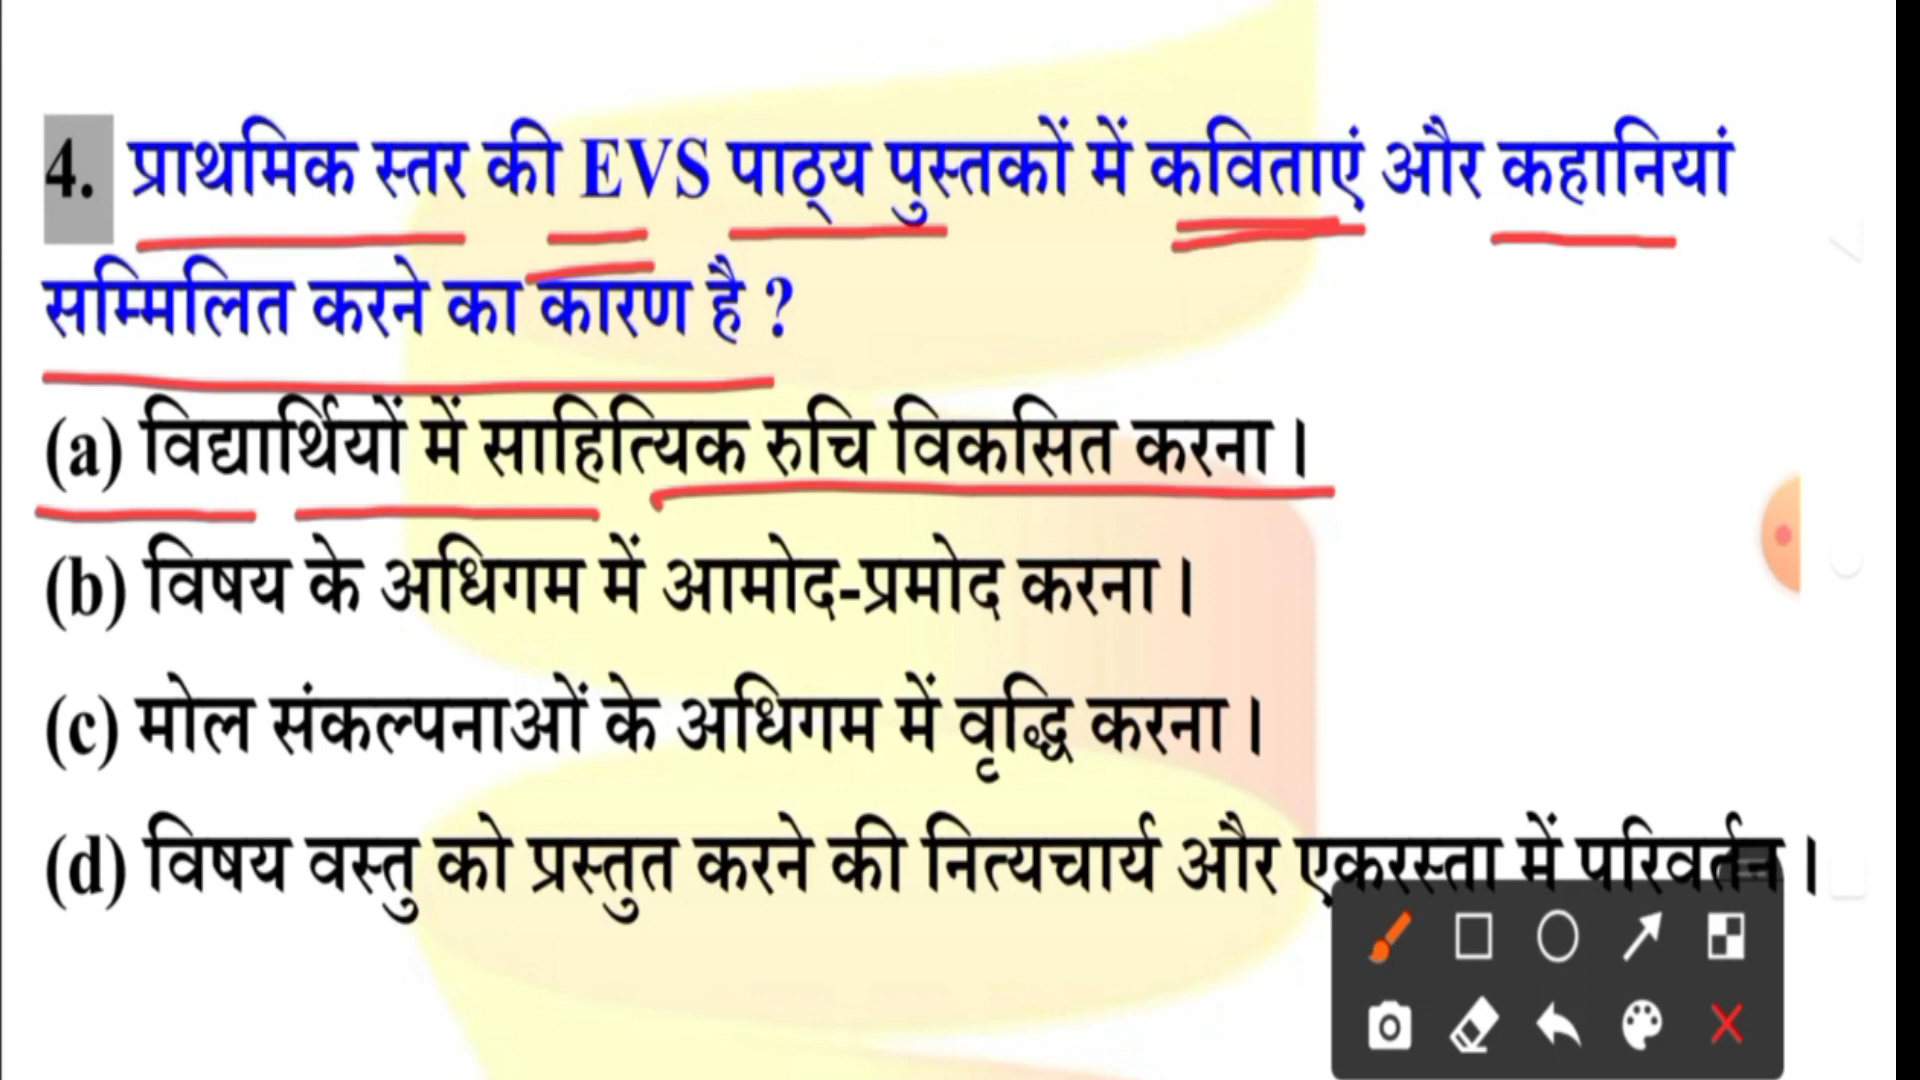 4. प्राथमिक स्तर की EVS पाठ्य पुस्तकों में कविताएं और कहानियां
सम्मिलित करने का कारण है ?
(a) विद्यार्थियों में साहित्यिक रुचि विकसित करना।
(b) विषय के अधिगम में आमोद-प्रमोद करना।
(c) मोल संकल्पनाओं के अधिगम में वृद्धि करना।
(d) विषय वस्तु को प्रस्तुत करने की नित्यचार्य और एकरस्ता में परिवर्तन।